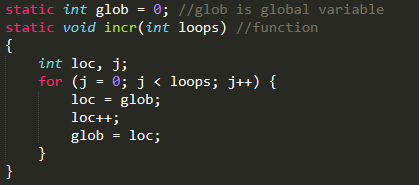 static int glob = 0; //glob is global variable
static void incr(int loops) //function
{
    int loc, j;
    for (j = 0; j < loops; j++) {
        loc = glob;
        loc++;
        glob = loc;
    }
}